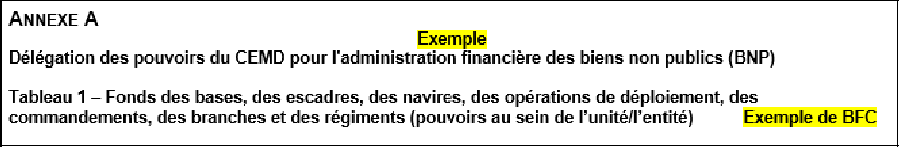 ANNEXE A
Exemple
Délégation des pouvoirs du CEMD pour l'administration financière des biens non publics (BNP)
Tableau 1 – Fonds des bases, des escadres, des navires, des opérations de déploiement, des
commandements, des branches et des régiments (pouvoirs au sein de l'unité/l'entité) Exemple de BFC